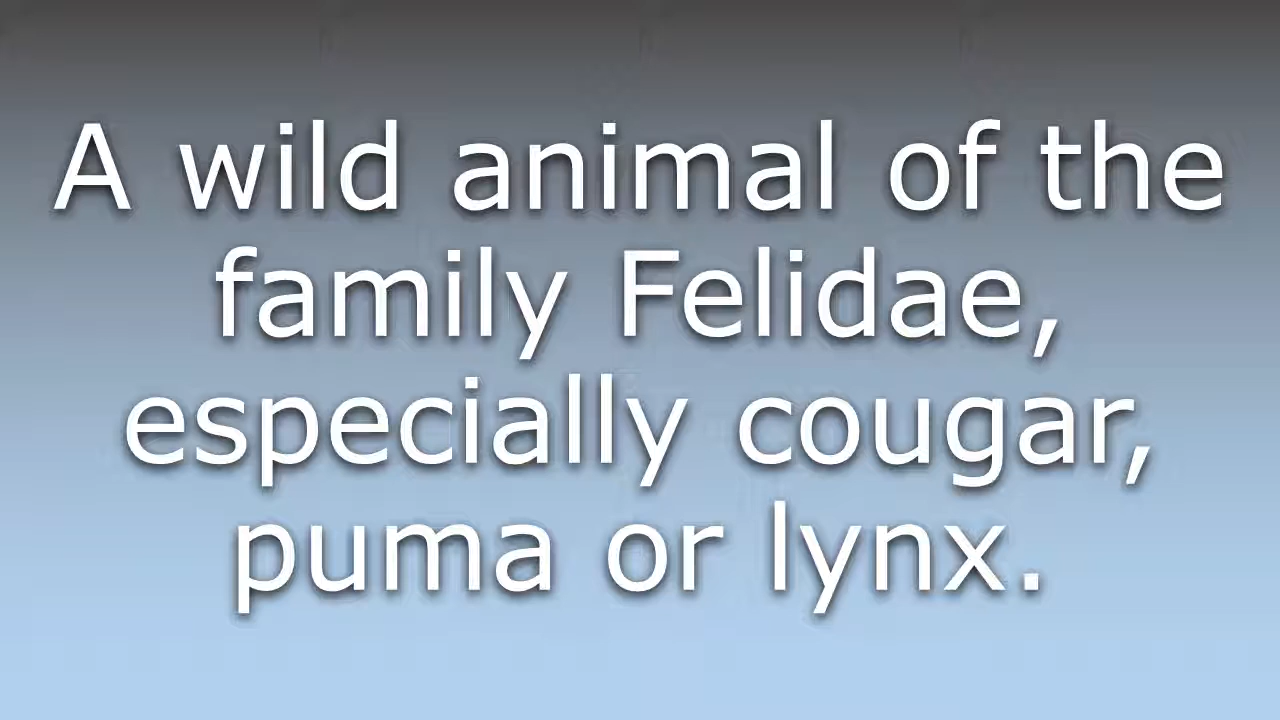 A wild animal of the
family Felidae,
especially cougar,
puma or lynx.